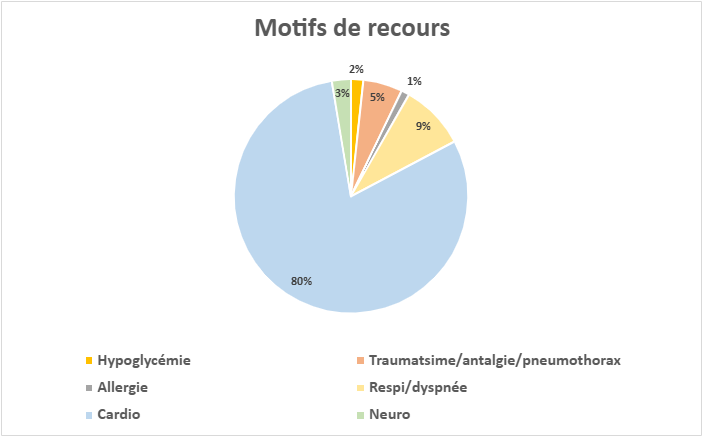 Motifs de recours
2%
1%
3%
5%
9%
80%
Hypoglycémie
Traumatsime/antalgie/pneumothorax
Allergie
Respi/dyspnée
Cardio
Neuro